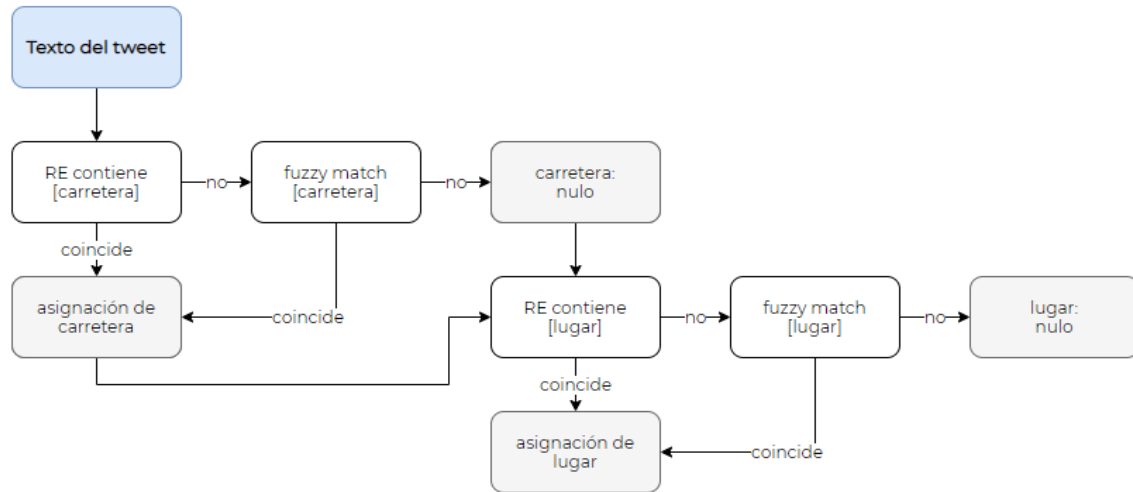 Texto del tweet
RE contiene
[carretera]
no
fuzzy match
[carretera]
no
carretera:
nulo
coincide
asignación de
carretera
coincide
RE contiene
[lugar]
no
fuzzy match
[lugar]
no
lugar:
nulo
coincide
asignación de
lugar
coincide